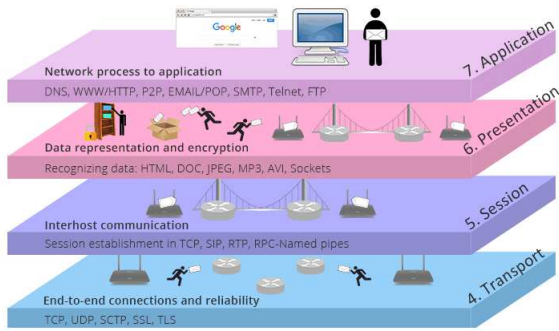 Google
7. Application
Network process to application
DNS, WWW/HTTP, P2P, EMAIL/POP, SMTP, Telnet, FTP
6. Presentation
Data representation and encryption
Recognizing data: HTML, DOC, JPEG, MP3, AVI, Sockets
5. Session
Interhost communication
Session establishment in TCP, SIP, RTP, RPC-Named pipes
4. Transport
End-to-end connections and reliability
TCP, UDP, SCTP, SSL, TLS